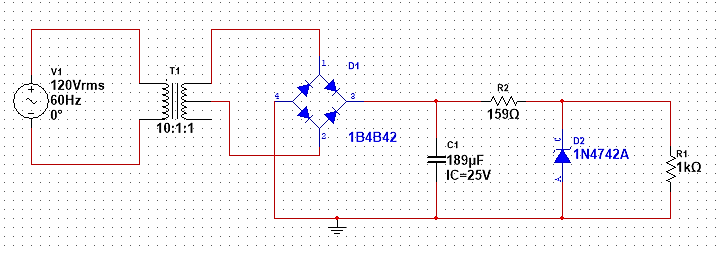 V1
120Vrms
60Hz
0°
T1
10:1:1
D1
1
4
3
2
1B4B42
C1
189µF
IC=25V
R2
159Ω
C
D2
1N4742A
A
R1
1kΩ